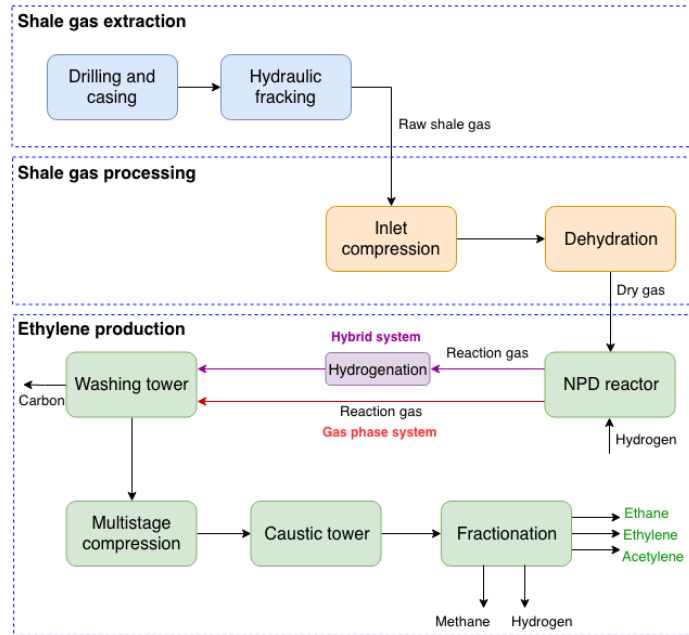 Shale gas extraction
Drilling and
casing
Hydraulic
fracking
Raw shale gas
Shale gas processing
Inlet
compression
Dehydration
Dry gas
Ethylene production
Hybrid system
Reaction gas
Washing tower
Hydrogenation
NPD reactor
Carbon
Reaction gas
Gas phase system
Hydrogen
Multistage
compression
Caustic tower
Fractionation
Ethane
Ethylene
Acetylene
Methane
Hydrogen